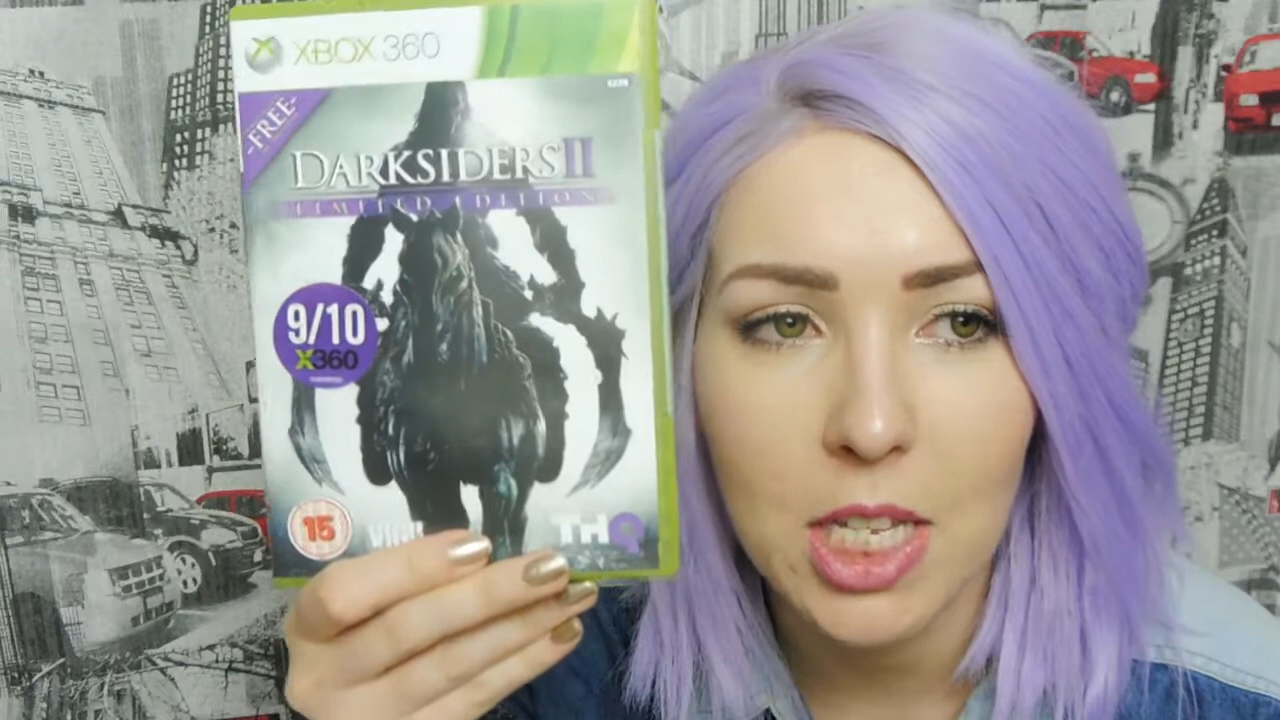 XBOX 360
-FREE-
DARKSIDERS II
LIMITED EDITION
9/10
X360
15
THQ